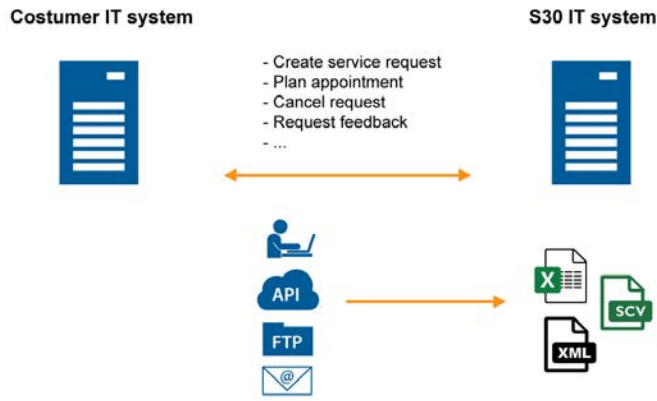 Costumer IT system
S30 IT system
- Create service request
- Plan appointment
- Cancel request
- Request feedback
- ...
API
FTP
@
X
SCV
XML